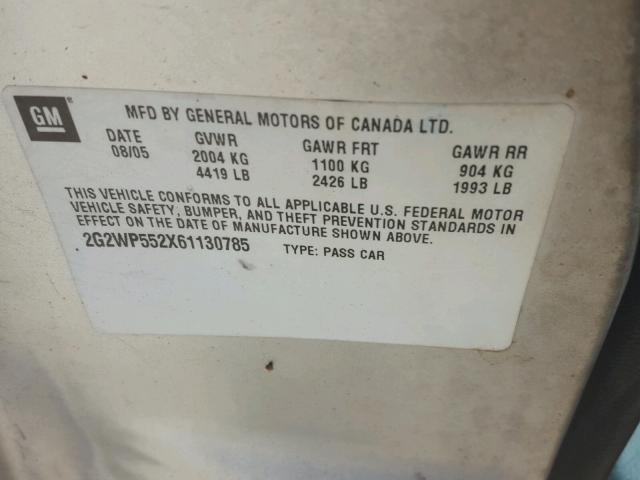 GM ®
MFD BY GENERAL MOTORS OF CANADA LTD.
DATE GVWR GAWR FRT GAWR RR
08/05 2004 KG 1100 KG 904 KG
4419 LB 2426 LB 1993 LB
THIS VEHICLE CONFORMS TO ALL APPLICABLE U.S. FEDERAL MOTOR
VEHICLE SAFETY, BUMPER, AND THEFT PREVENTION STANDARDS IN
EFFECT ON THE DATE OF MANUFACTURE SHOWN ABOVE.
2G2WP552X61130785 TYPE: PASS CAR